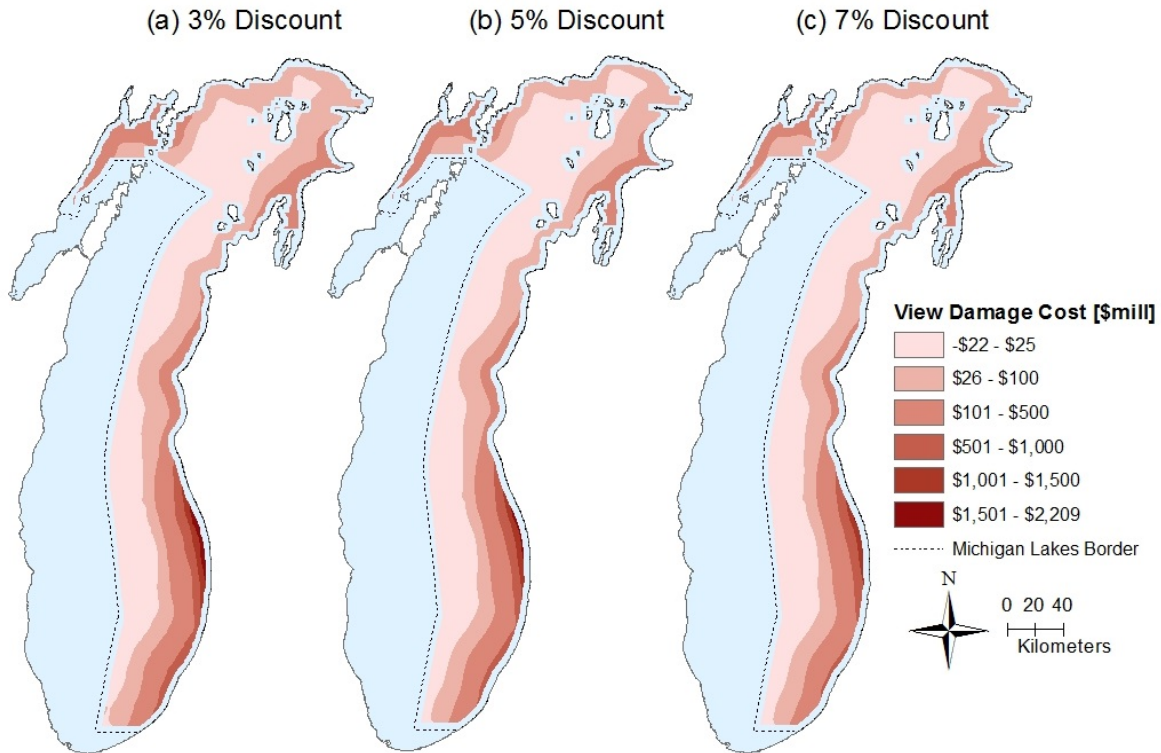 (a) 3% Discount
(b) 5% Discount
(c) 7% Discount
View Damage Cost [$mill]
-$22 - $25
$26 - $100
$101 - $500
$501 - $1,000
$1,001 - $1,500
$1,501 - $2,209
Michigan Lakes Border
N
0 20 40
Kilometers